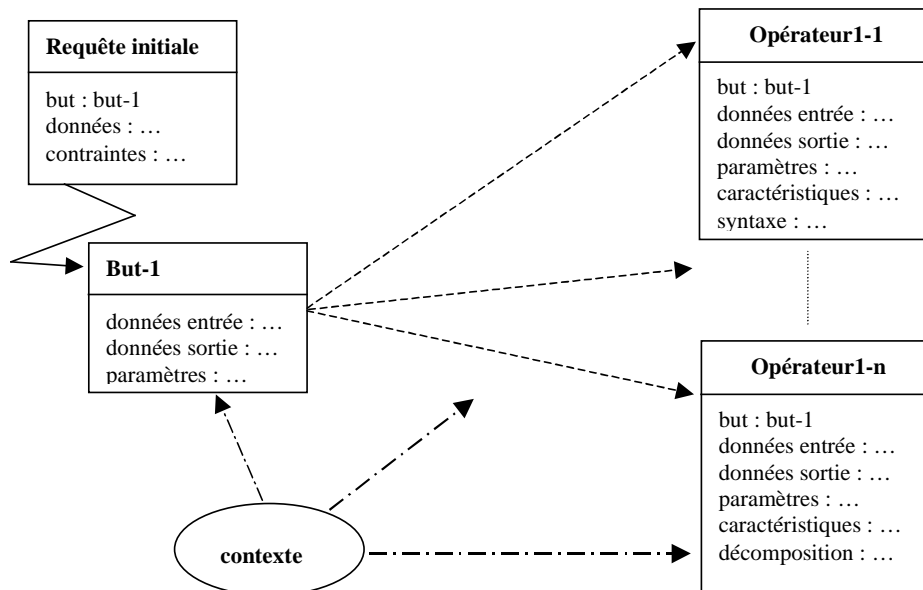 Requête initiale
but : but-1
données : …
contraintes : …
But-1
données entrée : …
données sortie : …
paramètres : …
contexte
Opérateur1-1
but : but-1
données entrée : …
données sortie : …
paramètres : …
caractéristiques : …
syntaxe : …
Opérateur1-n
but : but-1
données entrée : …
données sortie : …
paramètres : …
caractéristiques : …
décomposition : …